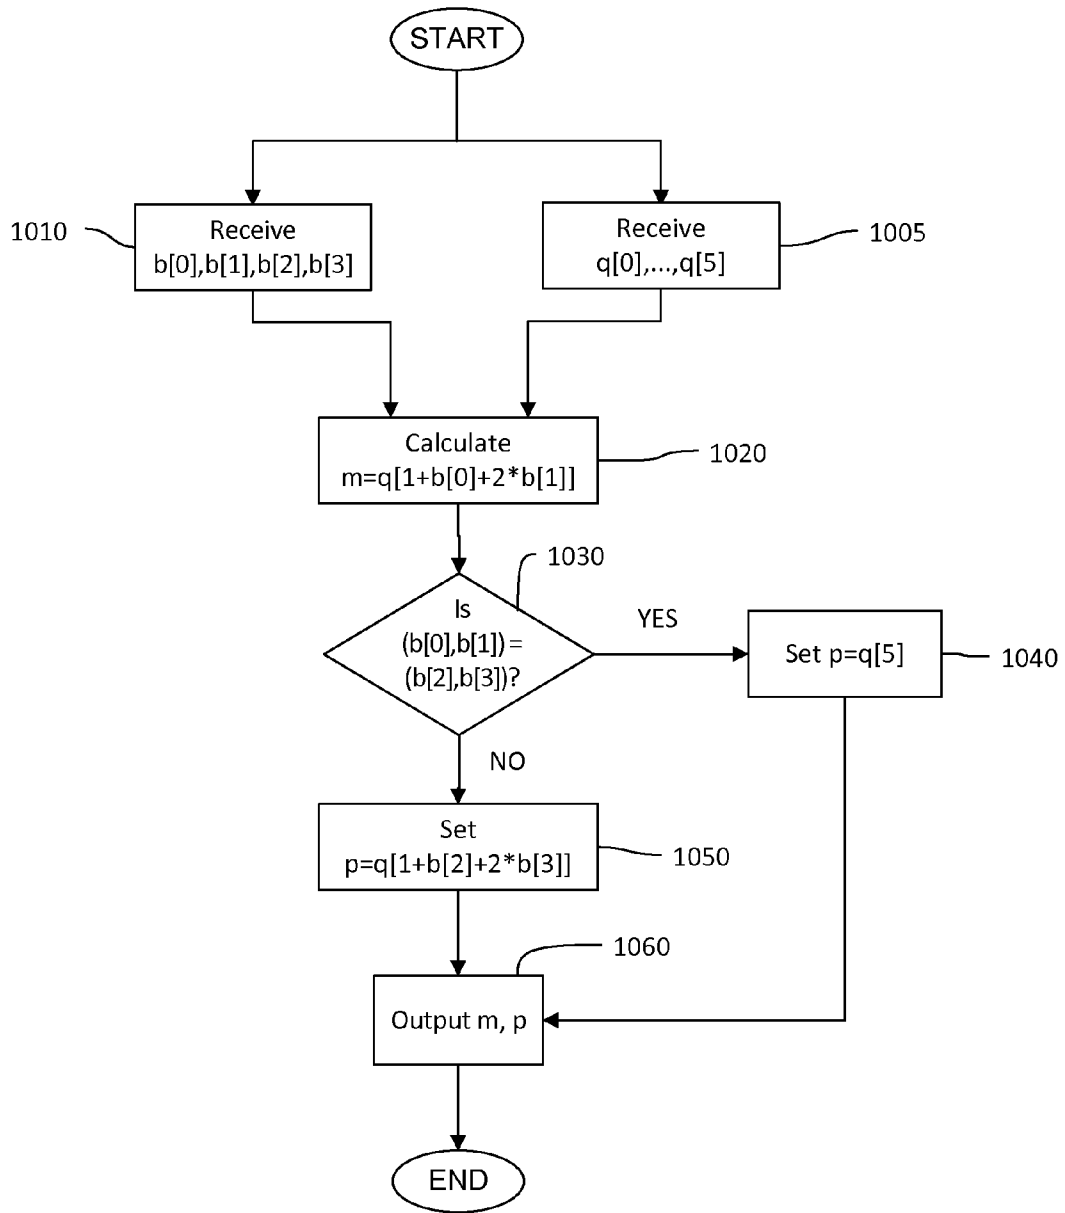 START
1010
Receive
b[0],b[1],b[2],b[3]
Receive
q[0],...,q[5]
1005
Calculate
m=q[1+b[0]+2*b[1]]
1020
1030
Is
(b[0],b[1]) =
(b[2],b[3])?
YES
Set p=q[5]
1040
NO
Set
p=q[1+b[2]+2*b[3]]
1050
1060
Output m, p
END